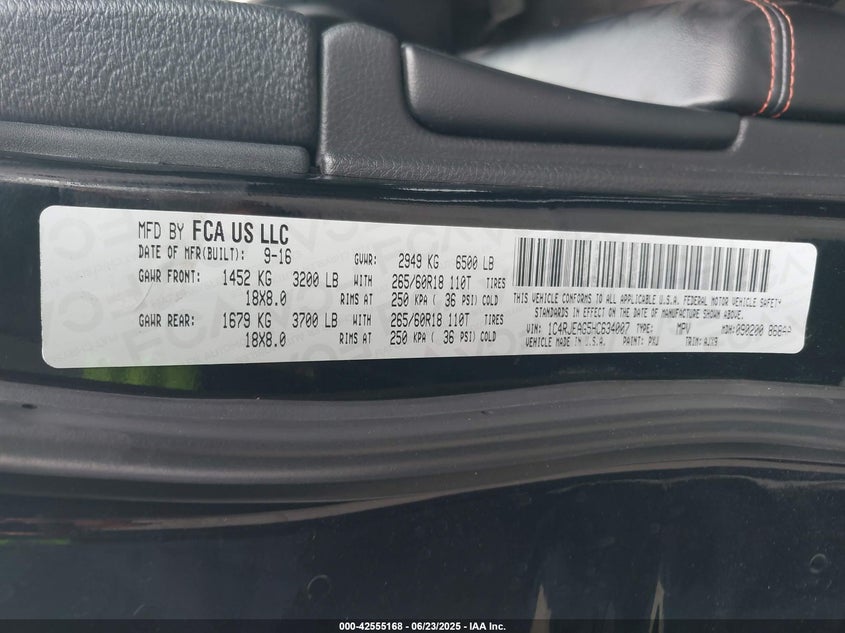 MFD BY FCA US LLC
DATE OF MFR(BUILT): 9-16 GVWR: 2949 KG 6500 LB
GAWR FRONT: 1452 KG 3200 LB WITH 265/60R18 110T TIRES
18X8.0 RIMS AT 250 KPA ( 36 PSI) COLD
GAWR REAR: 1679 KG 3700 LB WITH 265/60R18 110T TIRES
18X8.0 RIMS AT 250 KPA ( 36 PSI) COLD
THIS VEHICLE CONFORMS TO ALL APPLICABLE U.S.A. FEDERAL MOTOR VEHICLE SAFETY
STANDARDS IN EFFECT ON THE DATE OF MANUFACTURE SHOWN ABOVE.
VIN: 1C4RJEAG5HC634007 TYPE: MPV MDH: 090200
VEHICLE MADE IN U.S.A. PAINT: PXJ TRIM: AJX9
000-42555168 - 06/23/2025 - IAA Inc.